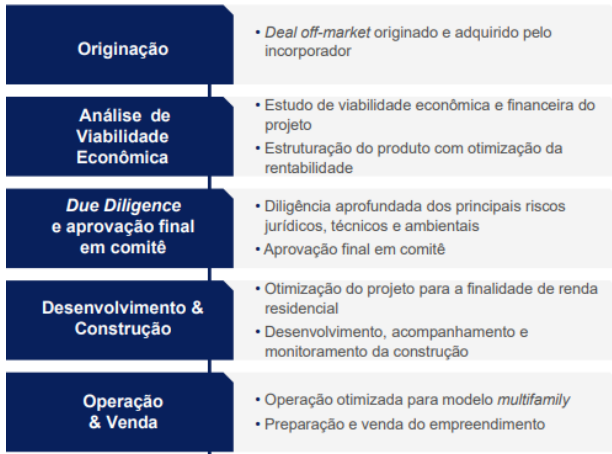 Originação
• Deal off-market originado e adquirido pelo
incorporador
Análise de
Viabilidade
Econômica
• Estudo de viabilidade econômica e financeira do
projeto
• Estruturação do produto com otimização da
rentabilidade
Due Diligence
e aprovação final
em comitê
• Diligência aprofundada dos principais riscos
jurídicos, técnicos e ambientais
• Aprovação final em comitê
Desenvolvimento &
Construção
• Otimização do projeto para a finalidade de renda
residencial
• Desenvolvimento, acompanhamento e
monitoramento da construção
Operação
& Venda
• Operação otimizada para modelo multifamily
• Preparação e venda do empreendimento